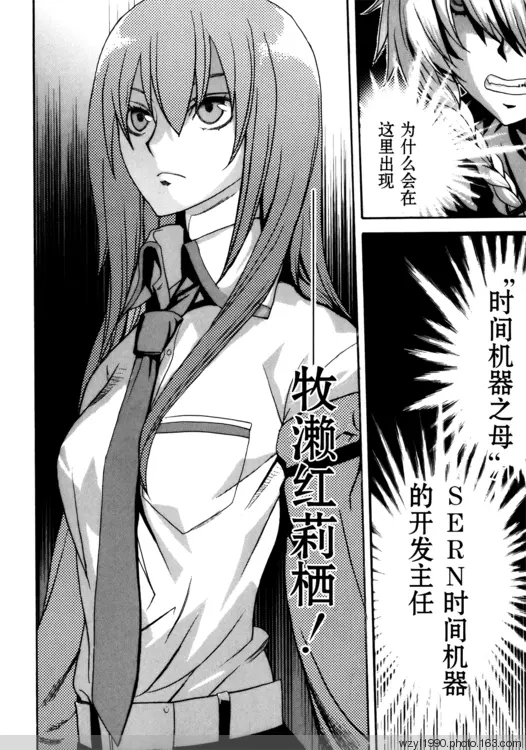 为什么会在
这里出现
”时间机器之母“
SERN时间机器
的开发主任
——牧濑红莉栖！
wzyj1990.photo.163.com